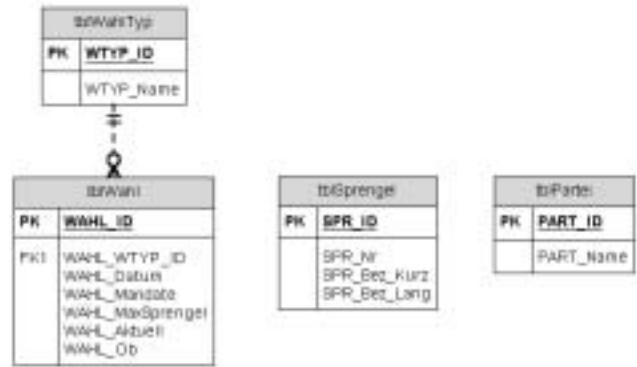 tblWahlTyp
PK WTYP_ID
WTYP_Name
tblWahl
PK WAHL_ID
FK1 WAHL_WTYP_ID
WAHL_Datum
WAHL_Mandate
WAHL_MaxSprengel
WAHL_Aktuell
WAHL_Ob
tblSprengel
PK SPR_ID
SPR_Nr
SPR_Bez_Kurz
SPR_Bez_Lang
tblPartei
PK PART_ID
PART_Name